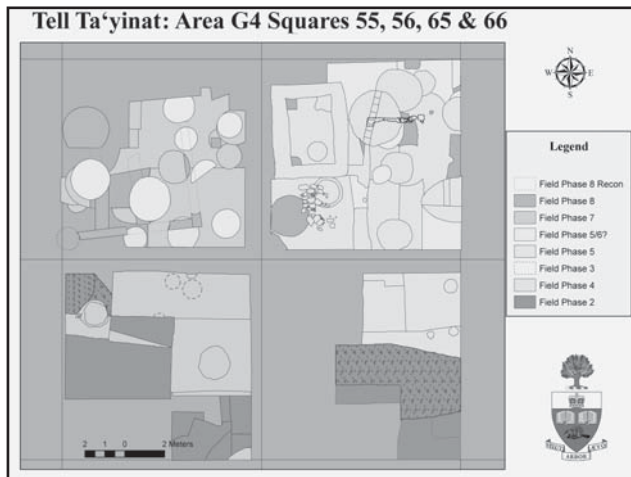 Tell Ta‘yinat: Area G4 Squares 55, 56, 65 & 66
N
W E
S
Legend
Field Phase 8 Recon
Field Phase 8
Field Phase 7
Field Phase 5/6?
Field Phase 5
Field Phase 3
Field Phase 4
Field Phase 2
2 1 0 2 Meters
ARBOR